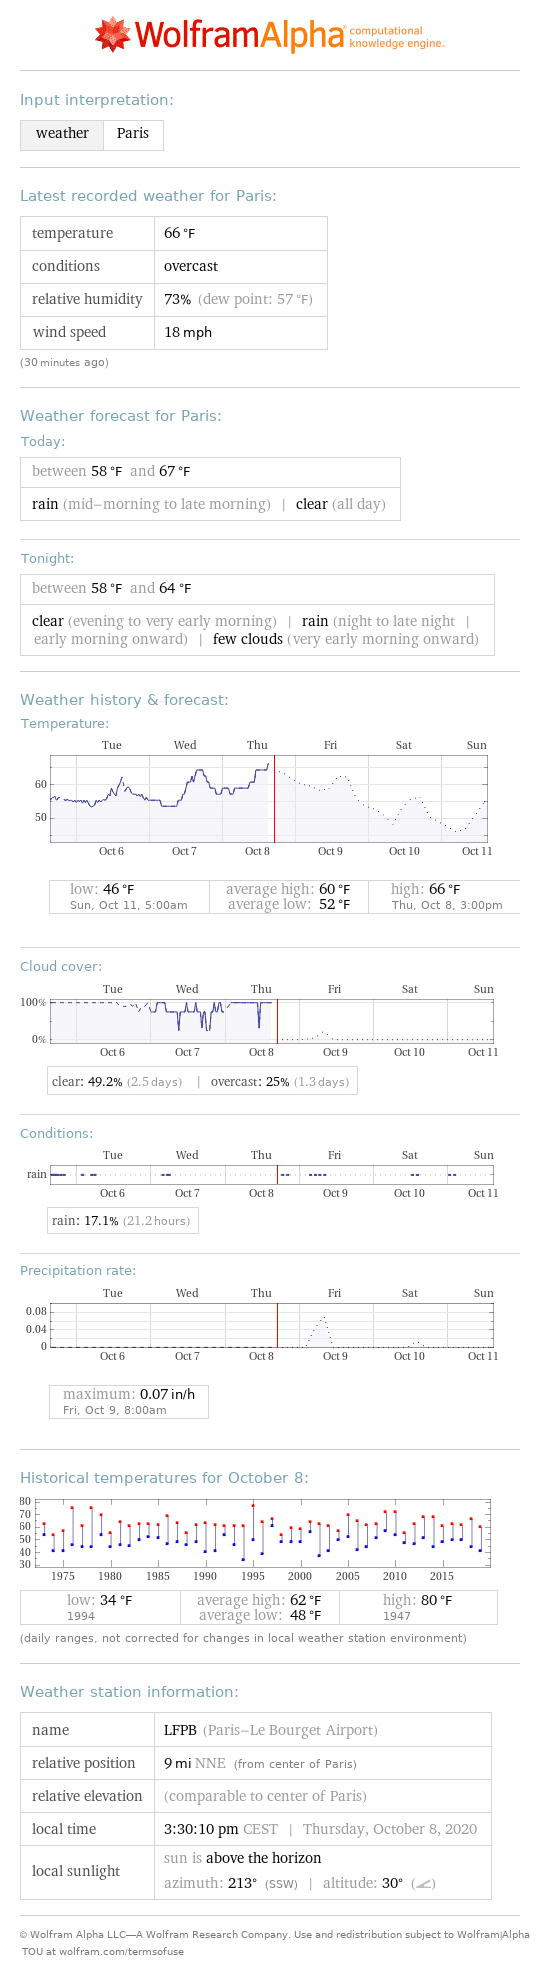 WolframAlpha™ computational
knowledge engine™
Input interpretation:
weather Paris
Latest recorded weather for Paris:
temperature 66 °F
conditions overcast
relative humidity 73% (dew point: 57 °F)
wind speed 18 mph
(30 minutes ago)
Weather forecast for Paris:
Today:
between 58 °F and 67 °F
rain (mid−morning to late morning) | clear (all day)
Tonight:
between 58 °F and 64 °F
clear (evening to very early morning) | rain (night to late night |
early morning onward) | few clouds (very early morning onward)
Weather history & forecast:
Temperature:
Tue Wed Thu Fri Sat Sun
60
50
Oct 6 Oct 7 Oct 8 Oct 9 Oct 10 Oct 11
low: 46 °F average high: 60 °F high: 66 °F
Sun, Oct 11, 5:00am average low: 52 °F Thu, Oct 8, 3:00pm
Cloud cover:
Tue Wed Thu Fri Sat Sun
100%
0%
Oct 6 Oct 7 Oct 8 Oct 9 Oct 10 Oct 11
clear: 49.2% (2.5 days) | overcast: 25% (1.3 days)
Conditions:
Tue Wed Thu Fri Sat Sun
rain
Oct 6 Oct 7 Oct 8 Oct 9 Oct 10 Oct 11
rain: 17.1% (21.2 hours)
Precipitation rate:
Tue Wed Thu Fri Sat Sun
0.08
0.04
0
Oct 6 Oct 7 Oct 8 Oct 9 Oct 10 Oct 11
maximum: 0.07 in/h
Fri, Oct 9, 8:00am
Historical temperatures for October 8:
80
70
60
50
40
30
1975 1980 1985 1990 1995 2000 2005 2010 2015
low: 34 °F average high: 62 °F high: 80 °F
1994 average low: 48 °F 1947
(daily ranges, not corrected for changes in local weather station environment)
Weather station information:
name LFPB (Paris−Le Bourget Airport)
relative position 9 mi NNE (from center of Paris)
relative elevation (comparable to center of Paris)
local time 3:30:10 pm CEST | Thursday, October 8, 2020
local sunlight sun is above the horizon
azimuth: 213° (SSW) | altitude: 30° ( )
© Wolfram Alpha LLC—A Wolfram Research Company. Use and redistribution subject to Wolfram|Alpha
TOU at wolfram.com/termsofuse